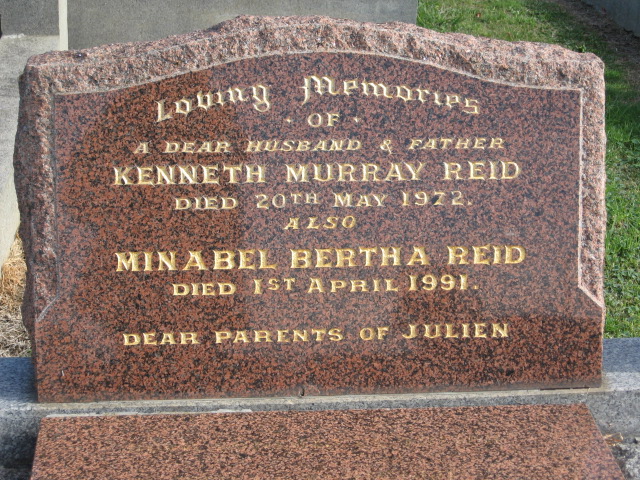 Loving Memories
· OF ·
A DEAR HUSBAND & FATHER
KENNETH MURRAY REID
DIED 20TH MAY 1972.
ALSO
MINABEL BERTHA REID
DIED 1ST APRIL 1991.
DEAR PARENTS OF JULIEN